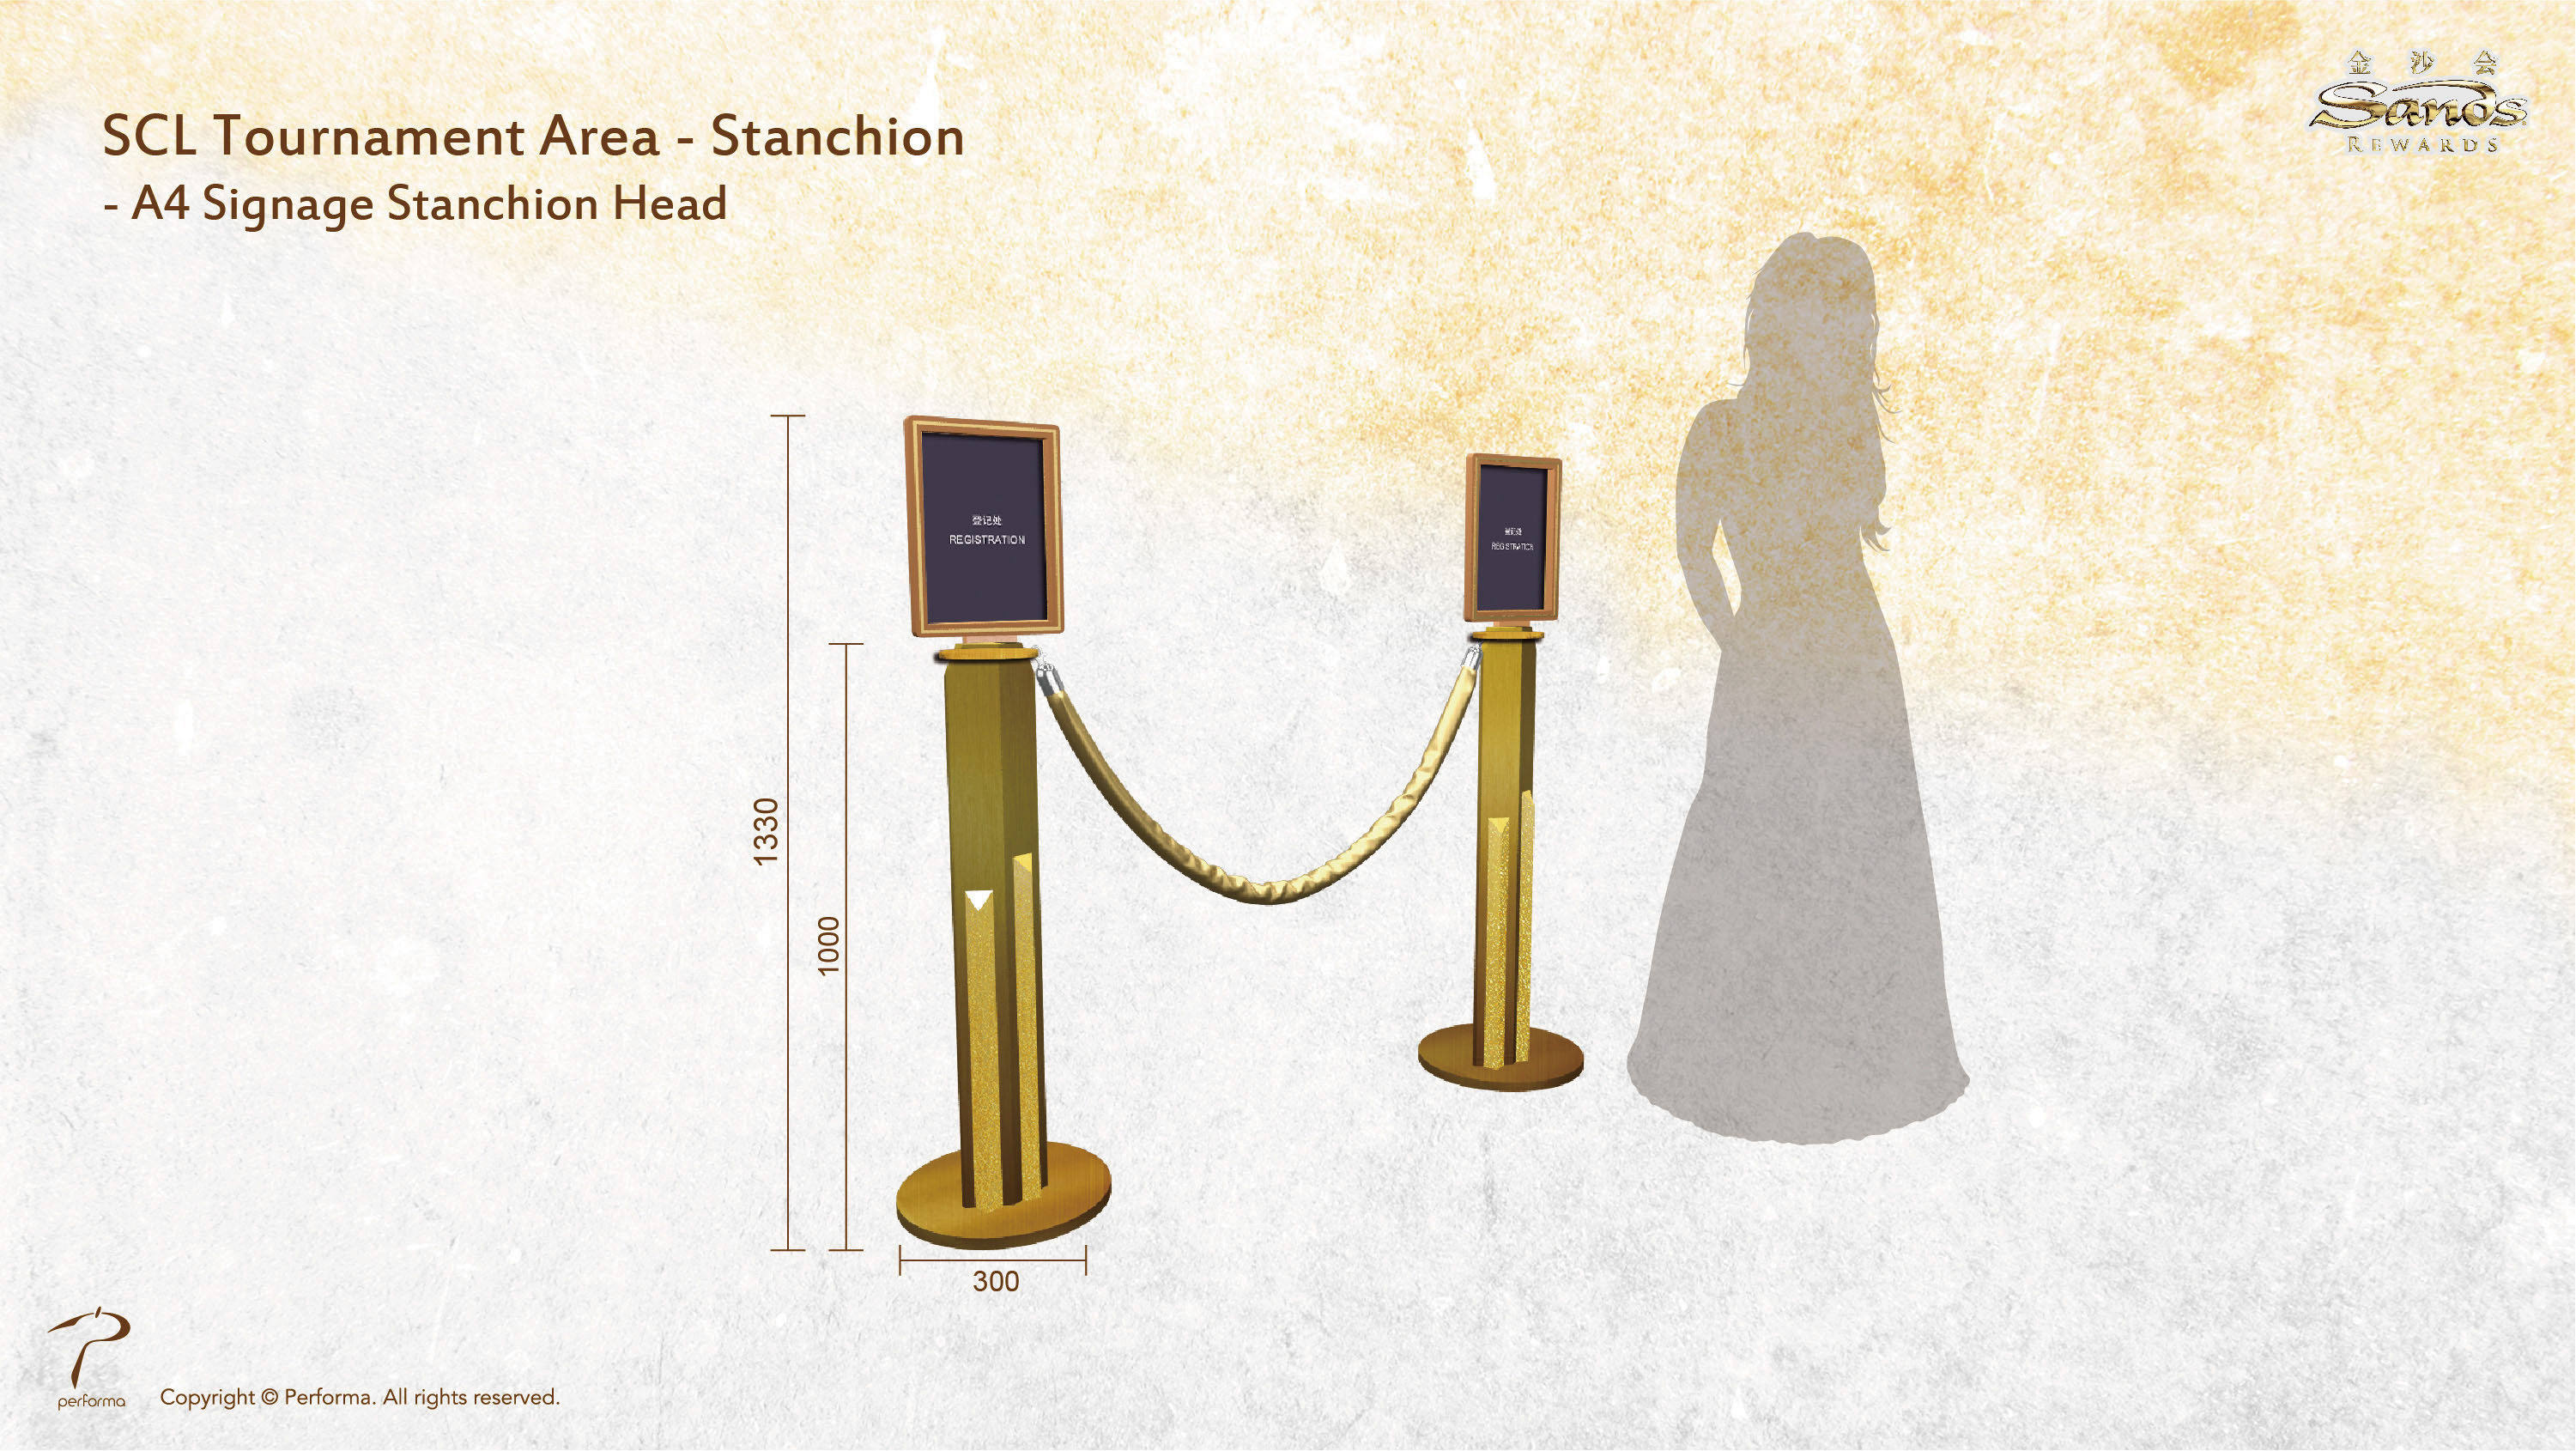 金沙会
Sands
REWARDS
SCL Tournament Area - Stanchion
- A4 Signage Stanchion Head
登记处
REGISTRATION
登记处
REGISTRATION
1330
1000
300
performa
Copyright © Performa. All rights reserved.